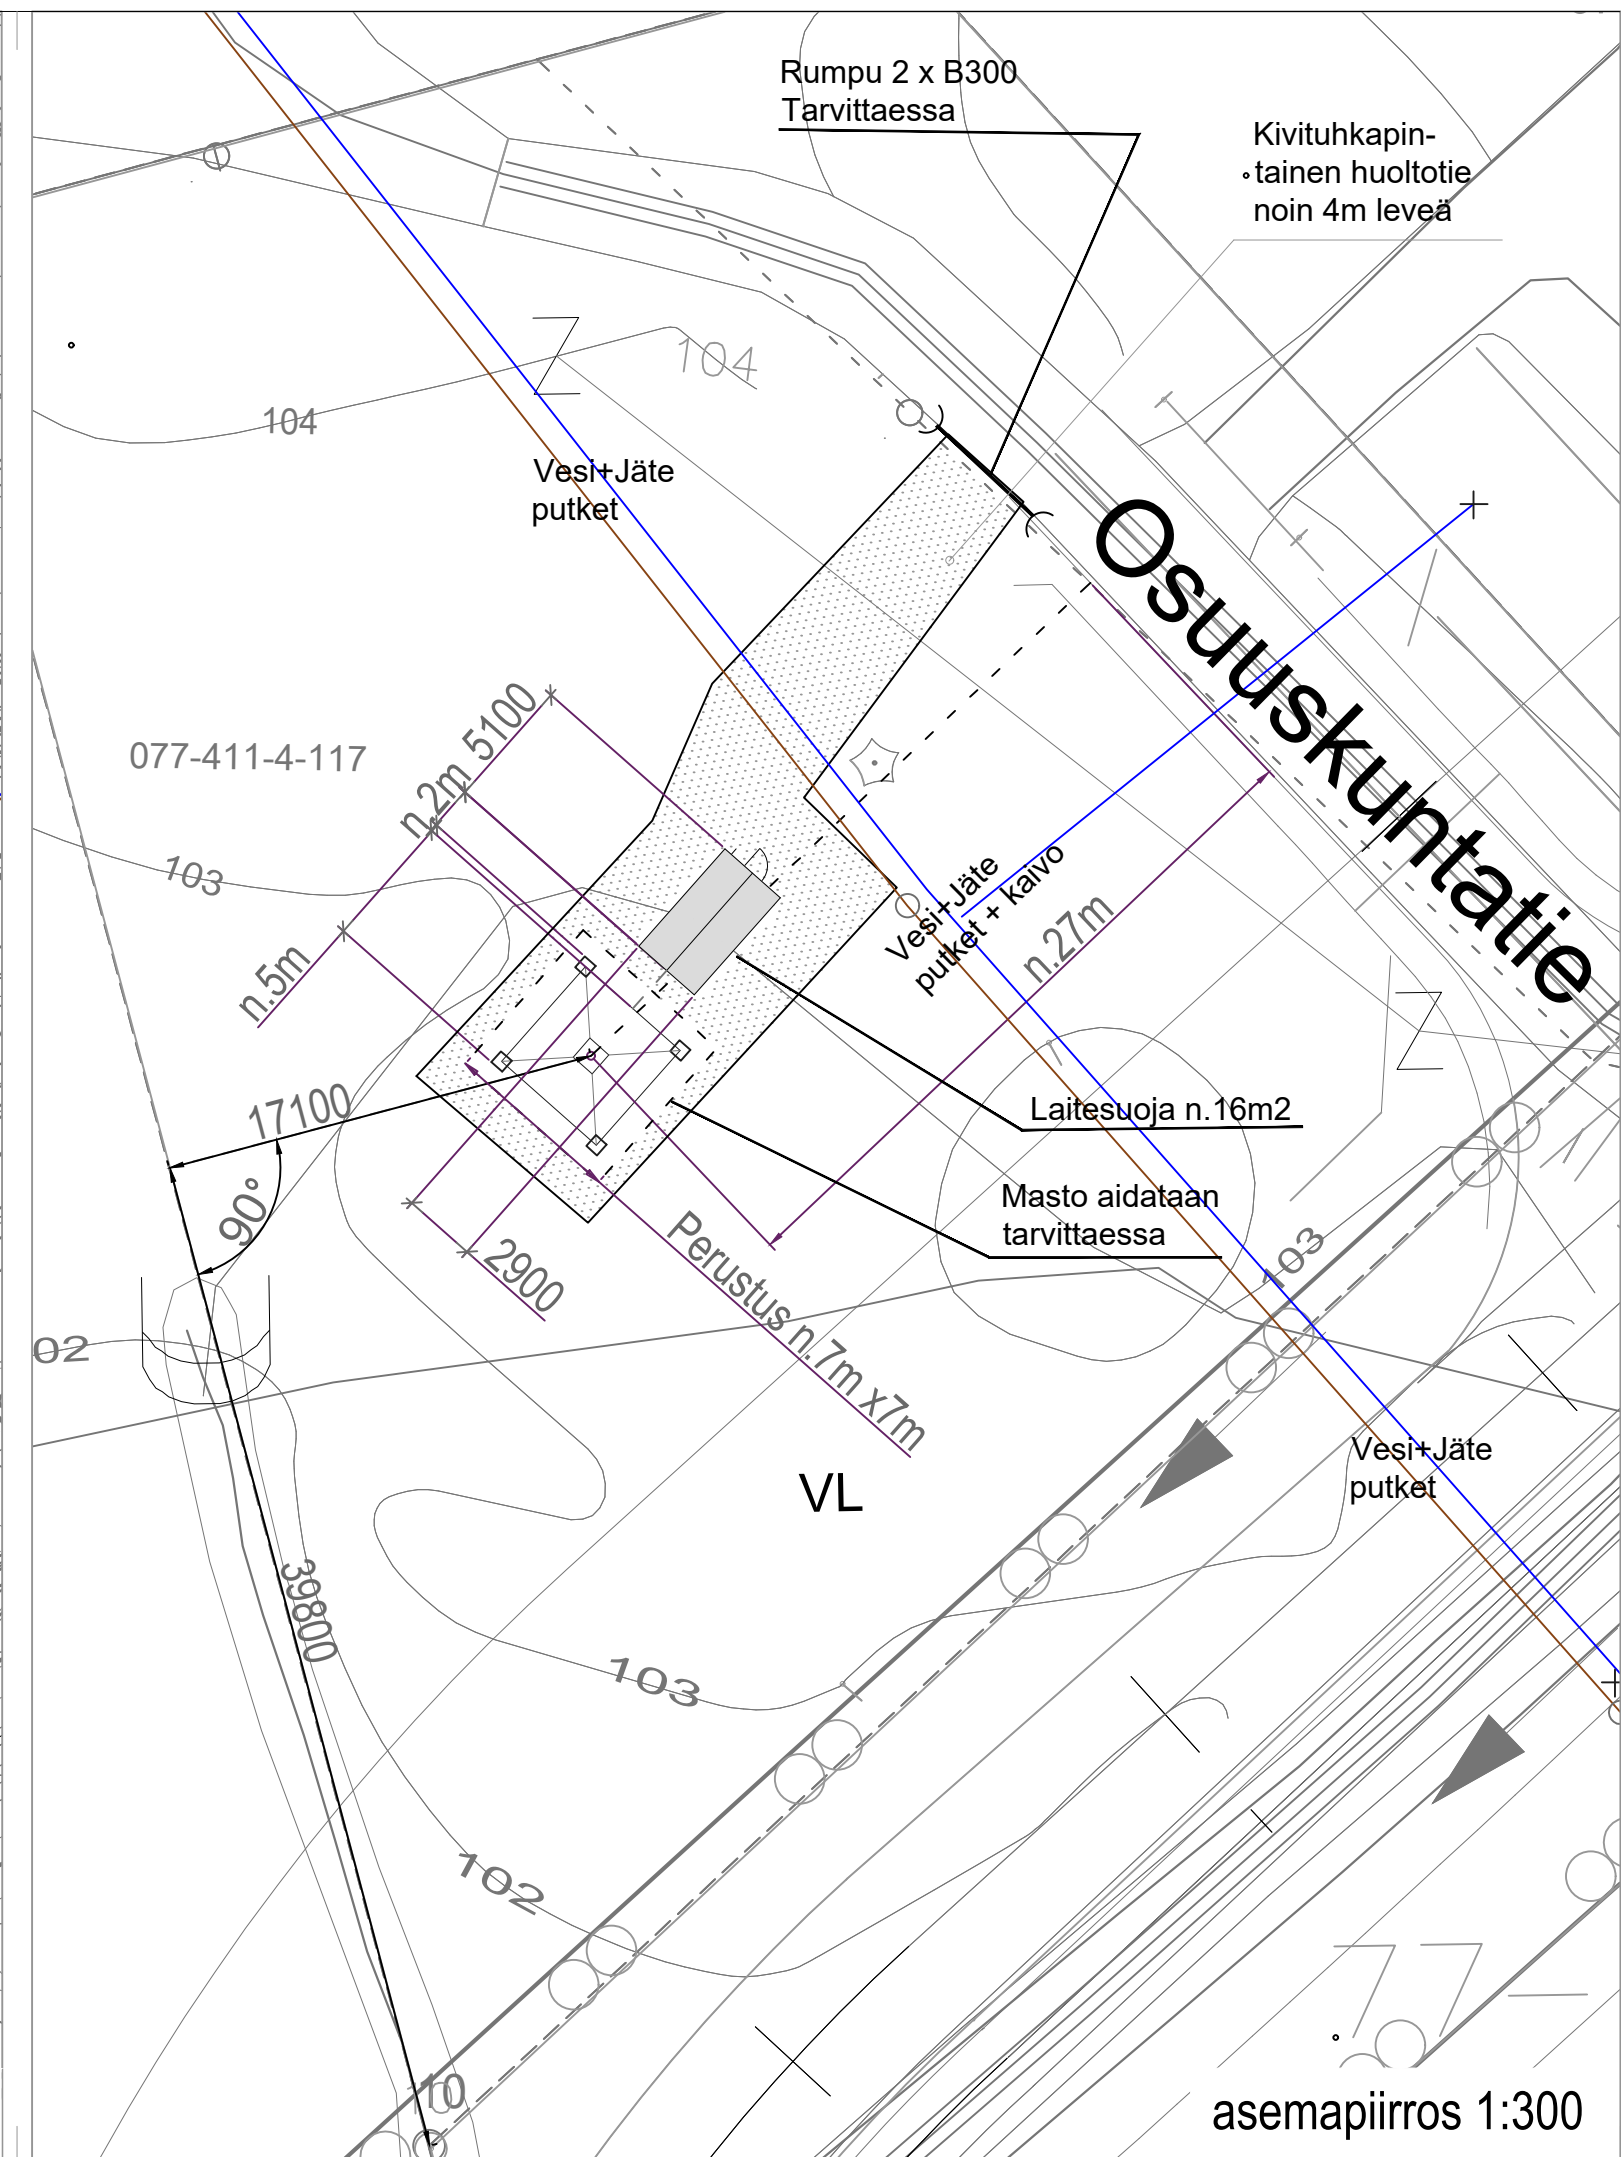 Rumpu 2 x B300
Tarvittaessa
Kivituhkapin-
tainen huoltotie
noin 4m leveä
104
104
Vesi+Jäte
putket
Osuuskuntatie
077-411-4-117
5100
n.2m
103
n.5m
Vesi+Jäte
putket + kaivo
n.27m
17100
90°
Laitesuoja n.16m2
Masto aidataan
tarvittaessa
2900
Perustus n.7m x7m
103
02
VL
Vesi+Jäte
putket
39800
103
102
10
77-
asemapiirros 1:300